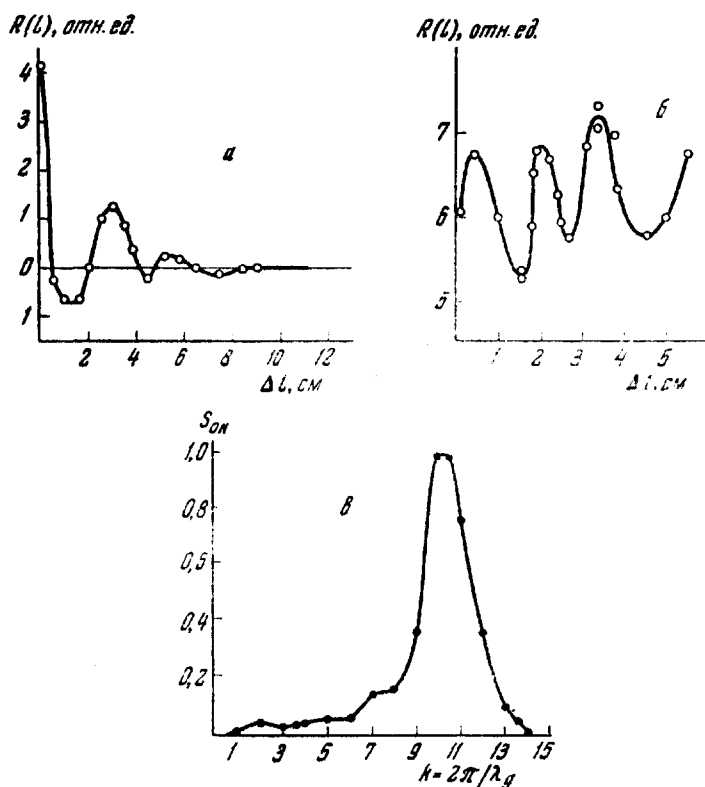 R(l), отн. ед.
R(l), отн. ед.
4
3
2
1
0
1
а
2 4 6 8 10 12
Δ l, см
7
6
5
б
1 2 3 4 5
Δ l, см
S_он
1,0
0,8
0,6
0,4
0,2
в
1 3 5 7 9 11 13 15
k = 2π/λ_g